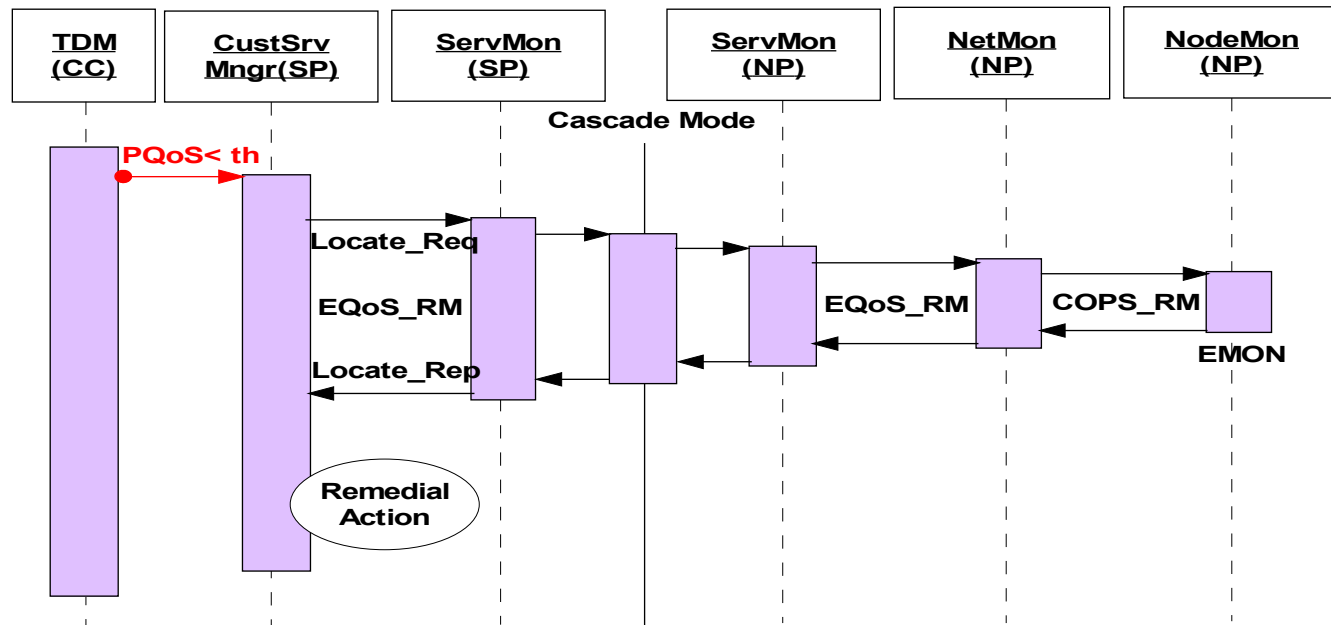 TDM
(CC)
CustSrv
Mngr(SP)
ServMon
(SP)
ServMon
(NP)
NetMon
(NP)
NodeMon
(NP)
Cascade Mode
PQoS< th
Locate_Req
EQoS_RM
EQoS_RM
COPS_RM
EMON
Locate_Rep
Remedial
Action